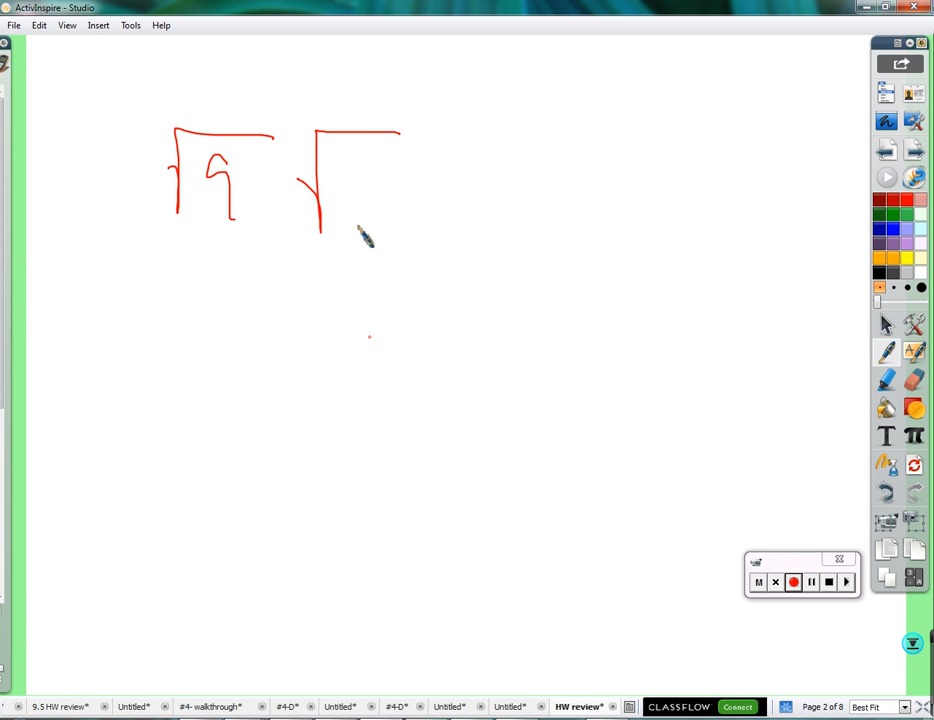 ActivInspire - Studio
File Edit View Insert Tools Help
√9 √
M
T π
9.5 HW review* Untitled* #4- walkthrough* #4-D* Untitled* #4-D* Untitled* Untitled* HW review* CLASSFLOW Connect Page 2 of 8 Best Fit